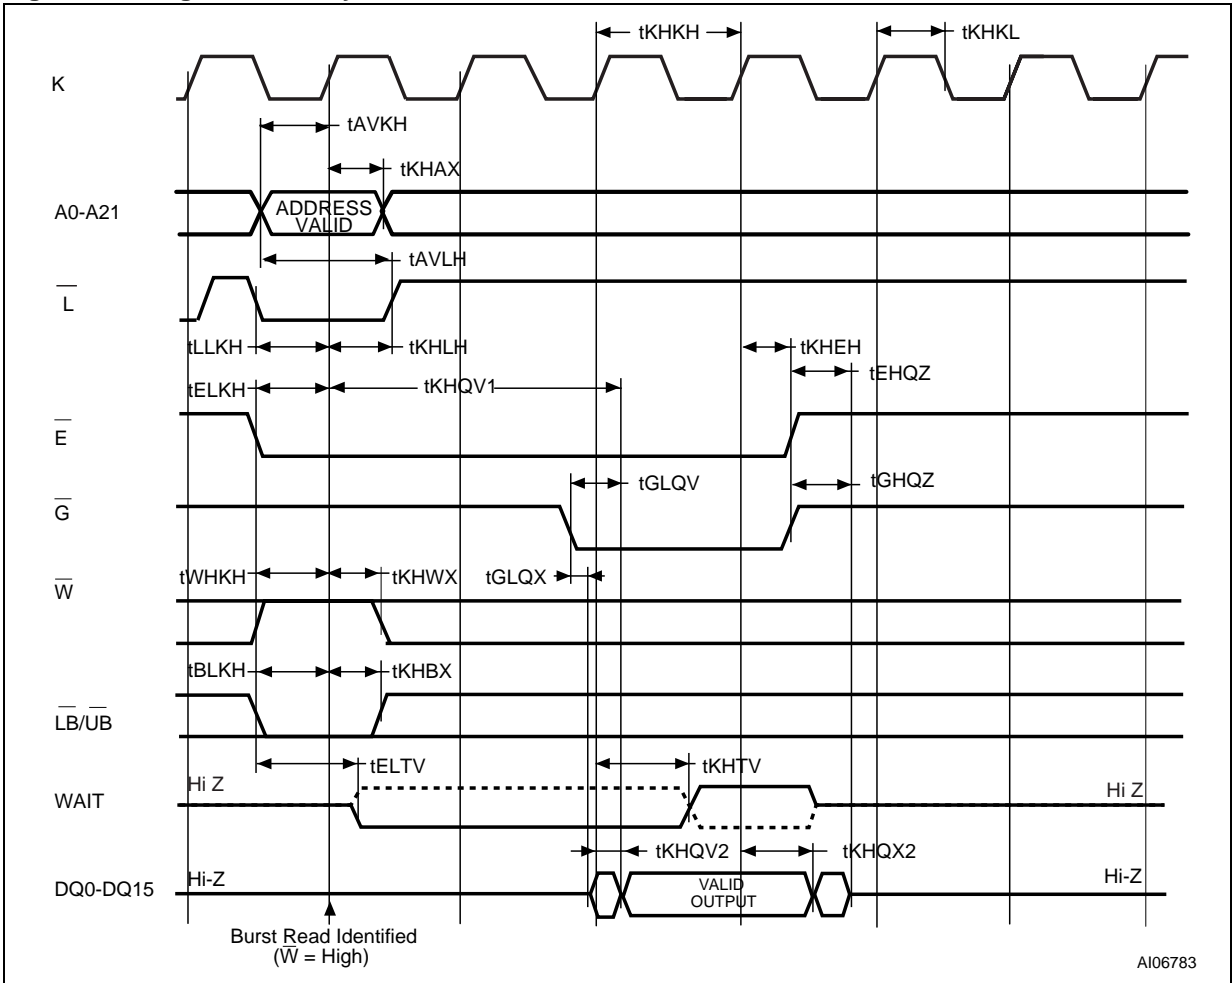 tKHKH
tKHKL
K
tAVKH
tKHAX
A0-A21
ADDRESS
VALID
tAVLH
L
tLLKH
tKHLH
tKHEH
tEHQZ
tELKH
tKHQV1
E
tGLQV
tGHQZ
G
tWHKH
tKHWX
tGLQX
W
tBLKH
tKHBX
LB/UB
tELTV
tKHTV
WAIT
Hi Z
Hi Z
tKHQV2
tKHQX2
DQ0-DQ15
Hi-Z
VALID
OUTPUT
Hi-Z
Burst Read Identified
(W = High)
AI06783